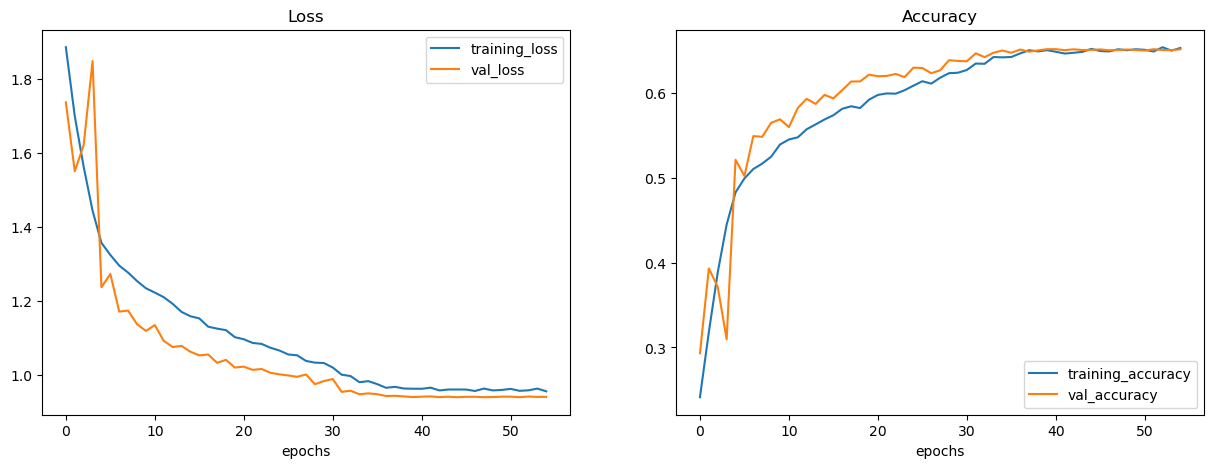 Loss
training_loss
val_loss
1.8
1.6
1.4
1.2
1.0
0 10 20 30 40 50
epochs
Accuracy
0.6
0.5
0.4
0.3
training_accuracy
val_accuracy
0 10 20 30 40 50
epochs